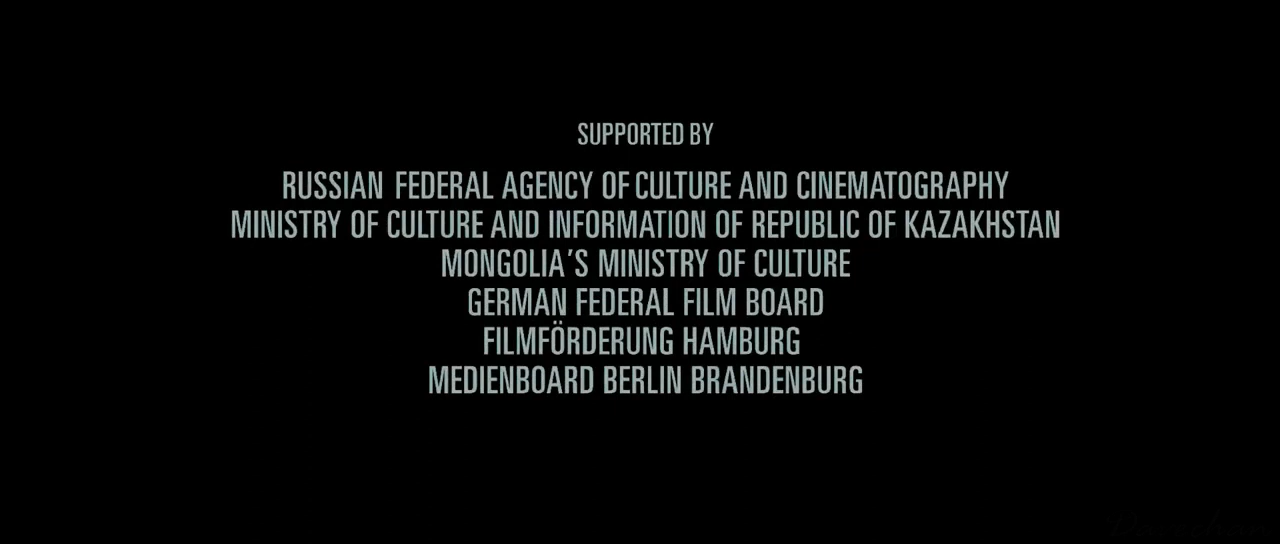 SUPPORTED BY
RUSSIAN FEDERAL AGENCY OF CULTURE AND CINEMATOGRAPHY
MINISTRY OF CULTURE AND INFORMATION OF REPUBLIC OF KAZAKHSTAN
MONGOLIA'S MINISTRY OF CULTURE
GERMAN FEDERAL FILM BOARD
FILMFÖRDERUNG HAMBURG
MEDIENBOARD BERLIN BRANDENBURG